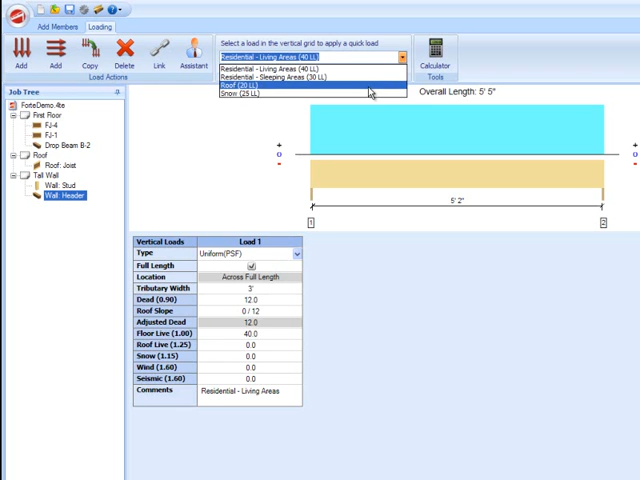 Add Members Loading
Select a load in the vertical grid to apply a quick load
Residential - Living Areas (40 LL)
Residential - Living Areas (40 LL)
Residential - Sleeping Areas (30 LL)
Roof (20 LL)
Snow (25 LL)
Add Add Copy Delete Link Assistant Calculator
Load Actions Tools
Job Tree
ForteDemo.4te
First Floor
FJ-4
FJ-1
Drop Beam B-2
Roof
Roof: Joist
Tall Wall
Wall: Stud
Wall: Header
Overall Length: 5' 5"
+ +
0 0
- -
5' 2"
1 2
Vertical Loads Load 1
Type Uniform(PSF)
Full Length
Location Across Full Length
Tributary Width 3'
Dead (0.90) 12.0
Roof Slope 0 / 12
Adjusted Dead 12.0
Floor Live (1.00) 40.0
Roof Live (1.25) 0.0
Snow (1.15) 0.0
Wind (1.60) 0.0
Seismic (1.60) 0.0
Comments Residential - Living Areas